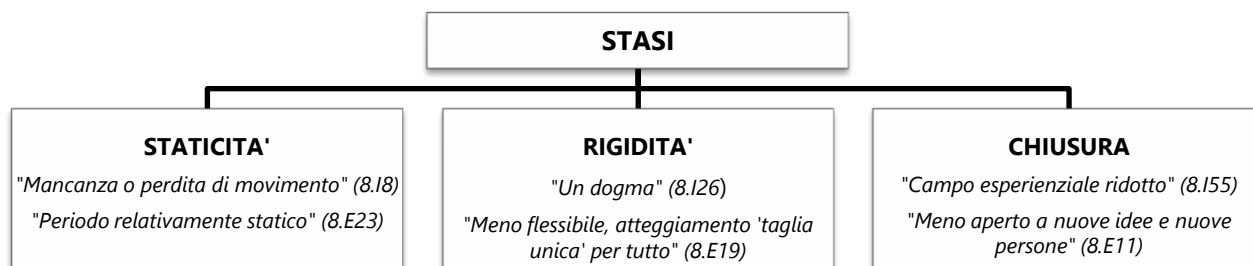 STASI
STATICITA'
"Mancanza o perdita di movimento" (8.I8)
"Periodo relativamente statico" (8.E23)
RIGIDITA'
"Un dogma" (8.I26)
"Meno flessibile, atteggiamento 'taglia
unica' per tutto" (8.E19)
CHIUSURA
"Campo esperienziale ridotto" (8.I55)
"Meno aperto a nuove idee e nuove
persone" (8.E11)